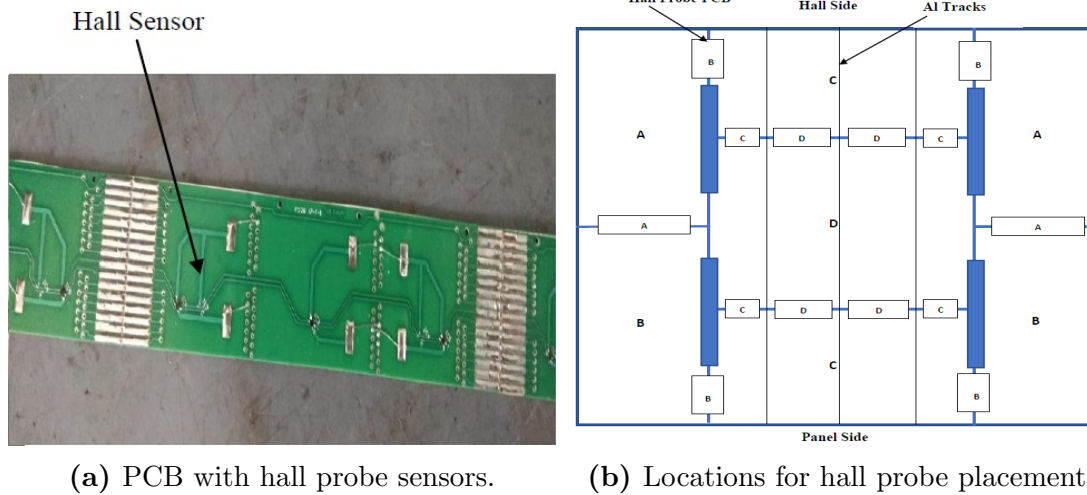 Hall Sensor
Hall Side
Al Tracks
B
B
C
A
A
C
D
D
C
A
D
A
B
B
C
D
D
C
C
B
B
Panel Side
(a) PCB with hall probe sensors.
(b) Locations for hall probe placement